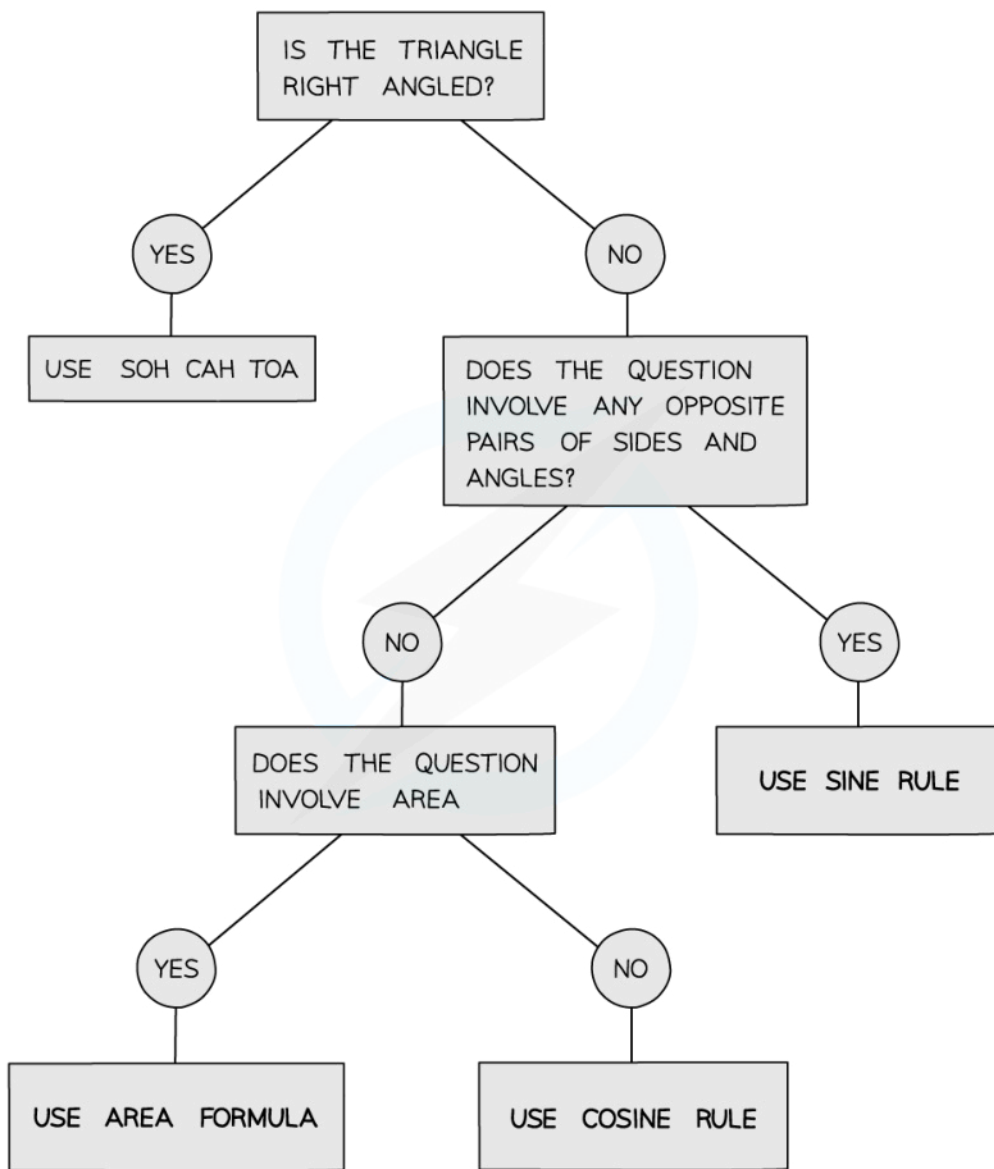 IS THE TRIANGLE
RIGHT ANGLED?
YES
NO
USE SOH CAH TOA
DOES THE QUESTION
INVOLVE ANY OPPOSITE
PAIRS OF SIDES AND
ANGLES?
NO
YES
DOES THE QUESTION
INVOLVE AREA
USE SINE RULE
YES
NO
USE AREA FORMULA
USE COSINE RULE